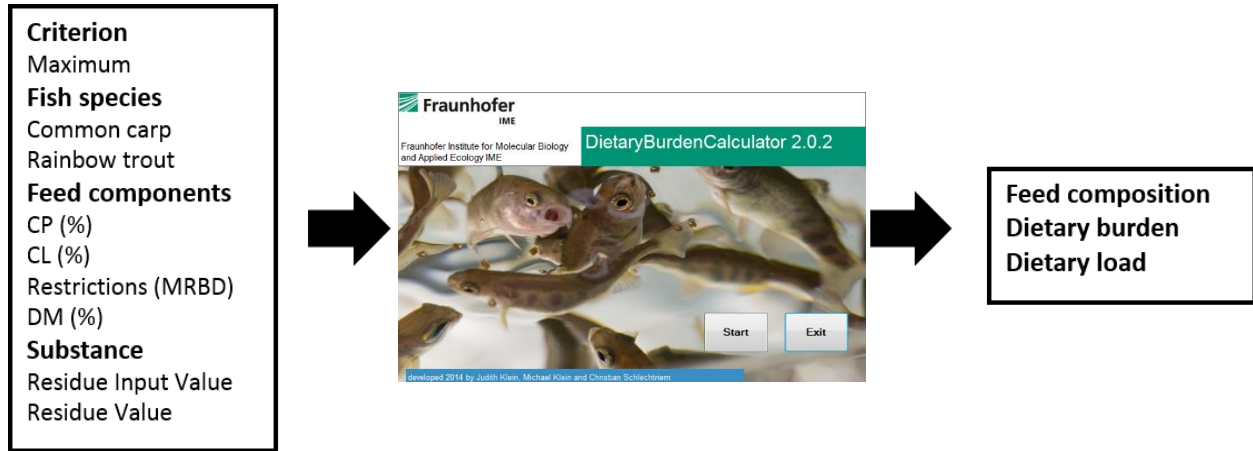 Criterion
Maximum
Fish species
Common carp
Rainbow trout
Feed components
CP (%)
CL (%)
Restrictions (MRBD)
DM (%)
Substance
Residue Input Value
Residue Value
Fraunhofer
IME
Fraunhofer Institute for Molecular Biology
and Applied Ecology IME
DietaryBurdenCalculator 2.0.2
Start
Exit
developed 2014 by Judith Klein, Michael Klein and Christian Schlechtriem
Feed composition
Dietary burden
Dietary load